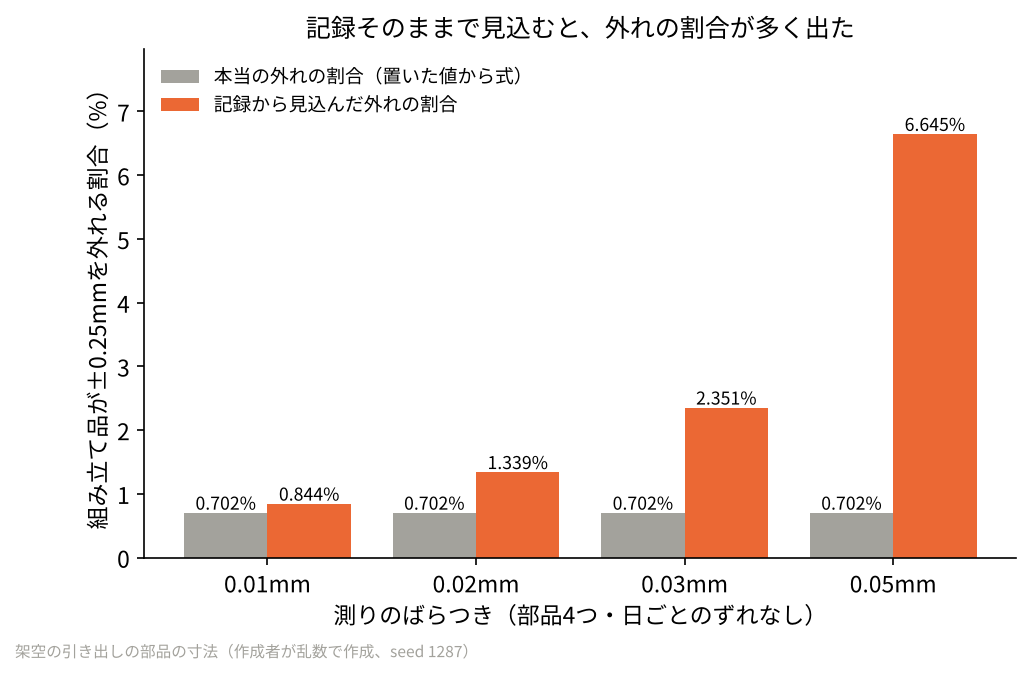 記録そのままで見込むと、外れの割合が多く出た
本当の外れの割合（置いた値から式）
記録から見込んだ外れの割合
組み立て品が±0.25mmを外れる割合（%）
7
6
5
4
3
2
1
0
0.702%
0.844%
0.702%
1.339%
0.702%
2.351%
0.702%
6.645%
0.01mm
0.02mm
0.03mm
0.05mm
測りのばらつき（部品4つ・日ごとのずれなし）
架空の引き出しの部品の寸法（作成者が乱数で作成、seed 1287）